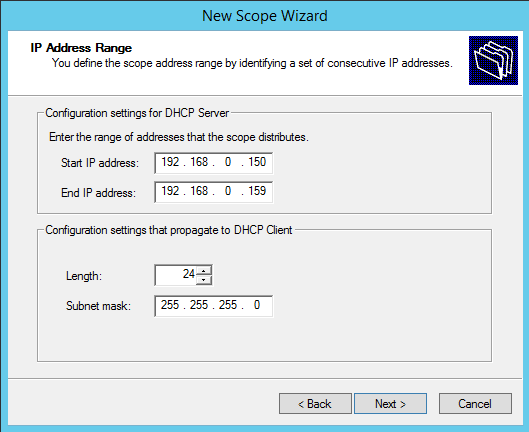 New Scope Wizard
IP Address Range
You define the scope address range by identifying a set of consecutive IP addresses.
Configuration settings for DHCP Server
Enter the range of addresses that the scope distributes.
Start IP address: 192 . 168 . 0 . 150
End IP address: 192 . 168 . 0 . 159
Configuration settings that propagate to DHCP Client
Length: 24
Subnet mask: 255 . 255 . 255 . 0
< Back Next > Cancel